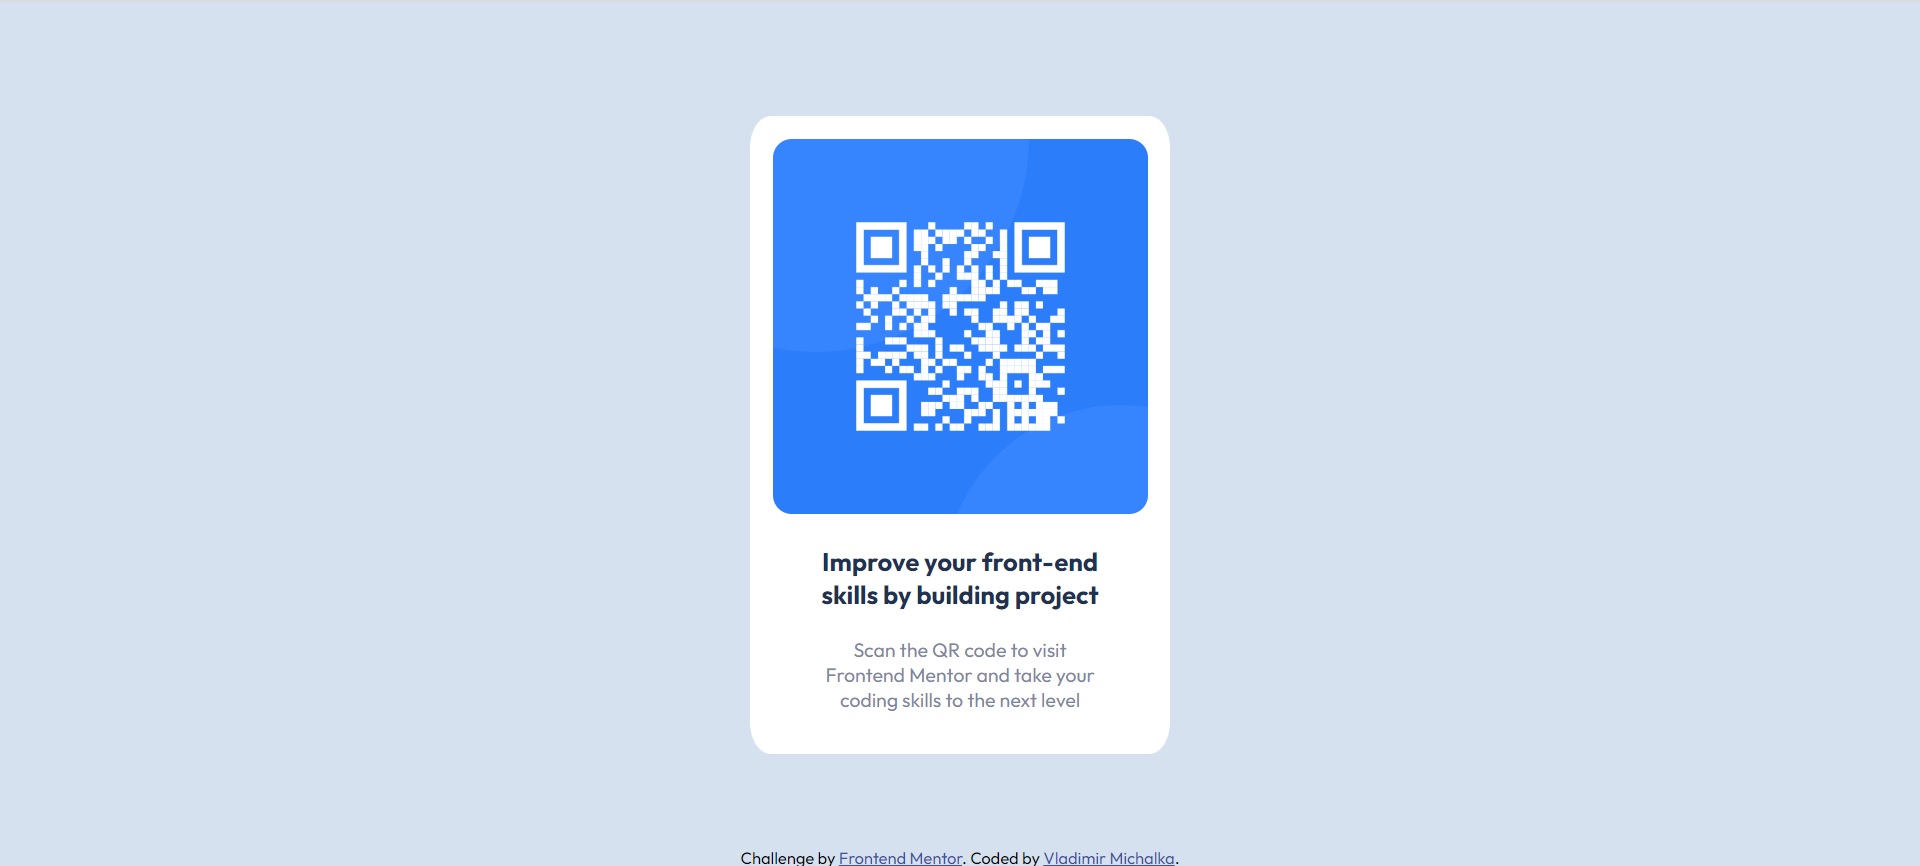 Improve your front-end
skills by building project
Scan the QR code to visit
Frontend Mentor and take your
coding skills to the next level
Challenge by Frontend Mentor. Coded by Vladimir Michalka.